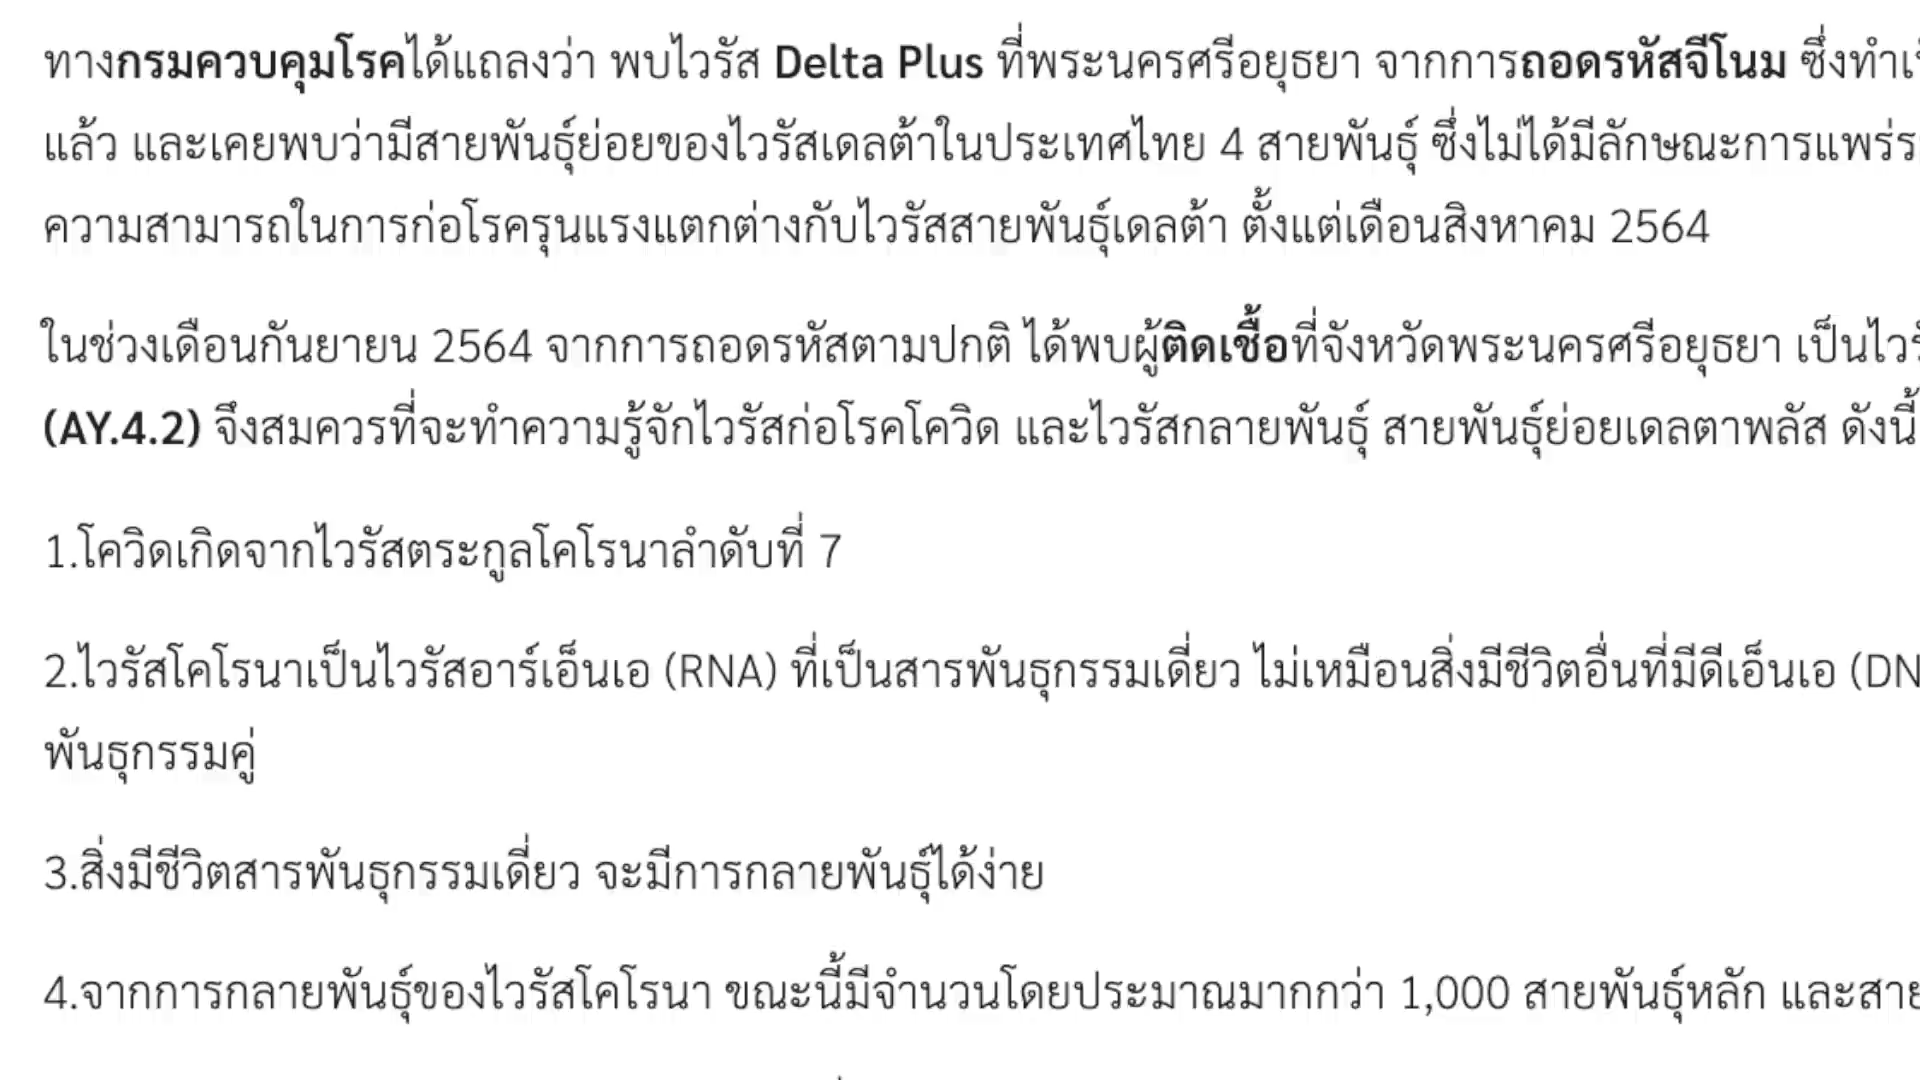 ทางกรมควบคุมโรคได้แถลงว่า พบไวรัส Delta Plus ที่พระนครศรีอยุธยา จากการถอดรหัสจีโนม ซึ่งทำ
แล้ว และเคยพบว่ามีสายพันธุ์ย่อยของไวรัสเดลต้าในประเทศไทย 4 สายพันธุ์ ซึ่งไม่ได้มีลักษณะการแพร่
ความสามารถในการก่อโรครุนแรงแตกต่างกับไวรัสสายพันธุ์เดลต้า ตั้งแต่เดือนสิงหาคม 2564
ในช่วงเดือนกันยายน 2564 จากการถอดรหัสตามปกติ ได้พบผู้ติดเชื้อที่จังหวัดพระนครศรีอยุธยา เป็น
(AY.4.2) จึงสมควรที่จะทำความรู้จักไวรัสก่อโรคโควิด และไวรัสกลายพันธุ์ สายพันธุ์ย่อยเดลตาพลัส ดังนี้
1.โควิดเกิดจากไวรัสตระกูลโคโรนาลำดับที่ 7
2.ไวรัสโคโรนาเป็นไวรัสอาร์เอ็นเอ (RNA) ที่เป็นสารพันธุกรรมเดี่ยว ไม่เหมือนสิ่งมีชีวิตอื่นที่มีดีเอ็นเอ (DN
พันธุกรรมคู่
3.สิ่งมีชีวิตสารพันธุกรรมเดี่ยว จะมีการกลายพันธุ์ได้ง่าย
4.จากการกลายพันธุ์ของไวรัสโคโรนา ขณะนี้มีจำนวนโดยประมาณมากกว่า 1,000 สายพันธุ์หลัก และสาย